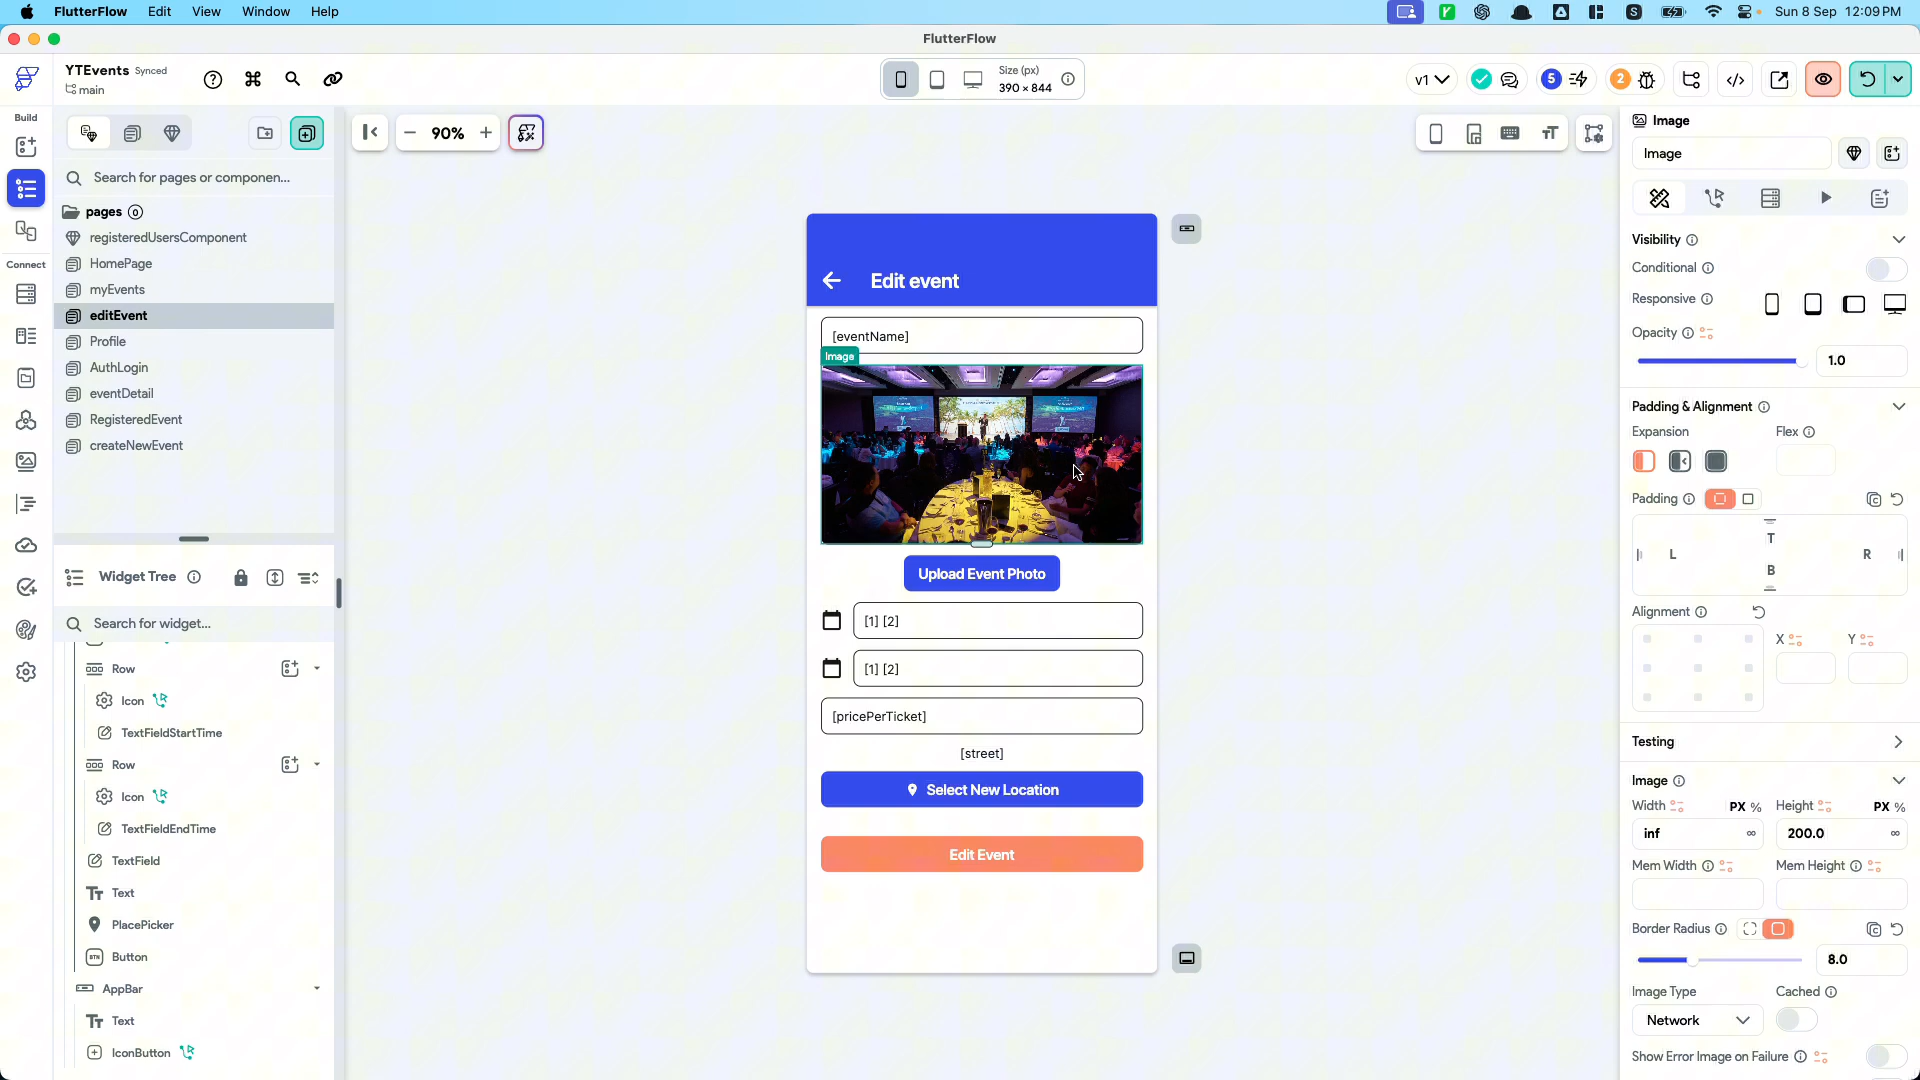 FlutterFlow Edit View Window Help
Sun 8 Sep 12:09 PM
FlutterFlow
YTEvents Synced
main
Size (px)
390 × 844
v1
5
2
Build
Connect
90%
Search for pages or componen...
pages 0
registeredUsersComponent
HomePage
myEvents
editEvent
Profile
AuthLogin
eventDetail
RegisteredEvent
createNewEvent
Widget Tree
Search for widget...
Row
Icon
TextFieldStartTime
Row
Icon
TextFieldEndTime
TextField
Text
PlacePicker
Button
AppBar
Text
IconButton
Edit event
[eventName]
Image
Upload Event Photo
[1] [2]
[1] [2]
[pricePerTicket]
[street]
Select New Location
Edit Event
Image
Image
Visibility
Conditional
Responsive
Opacity
1.0
Padding & Alignment
Expansion Flex
Padding
T
L R
B
Alignment
X Y
Testing
Image
Width PX % Height PX %
inf ∞ 200.0 ∞
Mem Width Mem Height
Border Radius
8.0
Image Type Cached
Network
Show Error Image on Failure